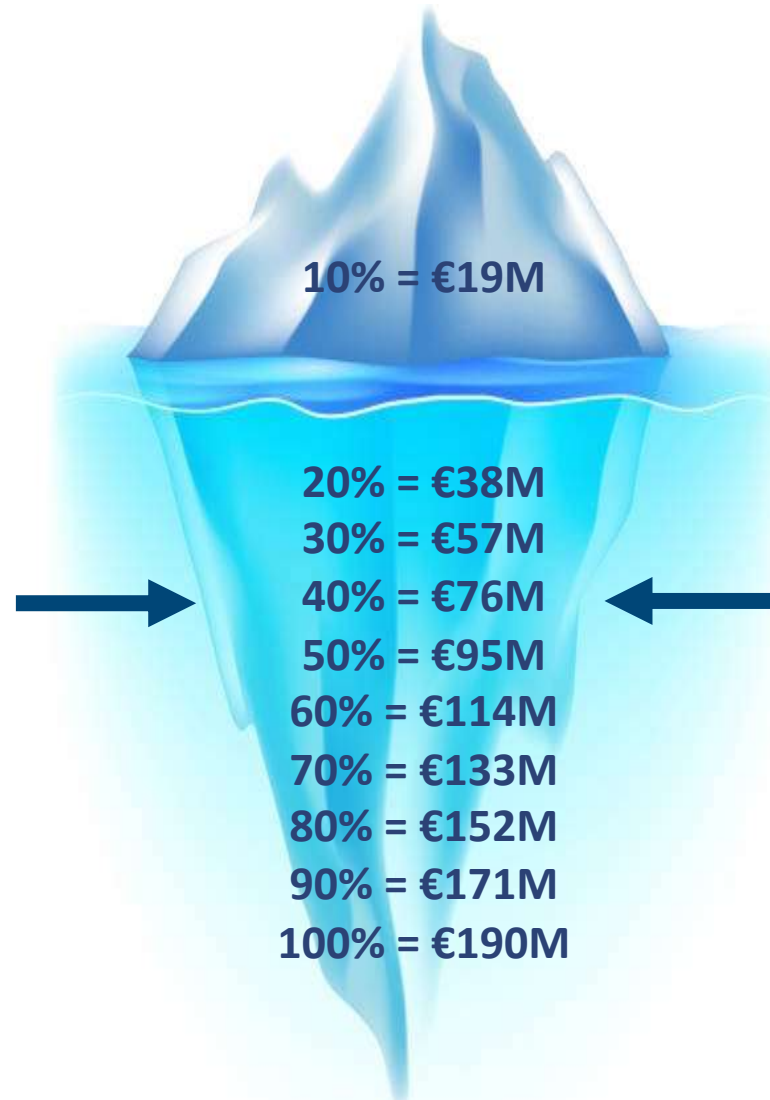 10% = €19M
20% = €38M
30% = €57M
40% = €76M
50% = €95M
60% = €114M
70% = €133M
80% = €152M
90% = €171M
100% = €190M